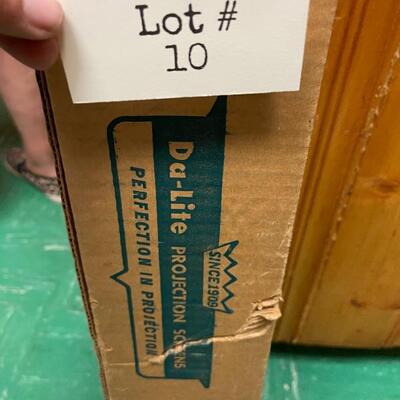 Lot #
10
SINCE 1909
Da-Lite PROJECTION SCREENS
PERFECTION IN PROJECTION